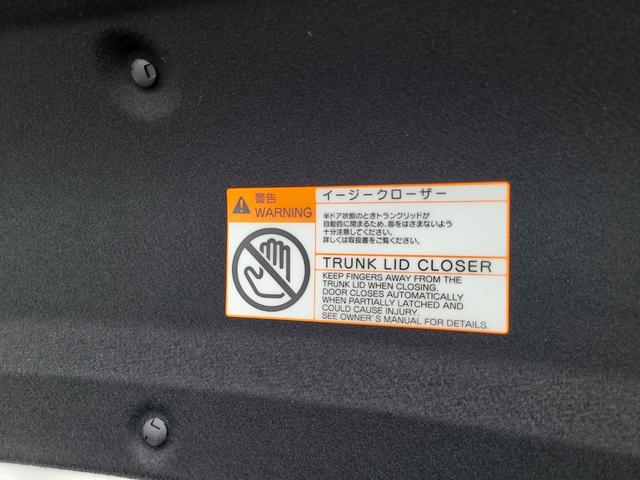 警告
WARNING
イージークローザー
半ドア状態のときトランクリッドが
自動的に閉まるため、指をはさまないよう
十分注意してください。
詳しくは取扱書をご覧ください。
TRUNK LID CLOSER
KEEP FINGERS AWAY FROM THE
TRUNK LID WHEN CLOSING.
DOOR CLOSES AUTOMATICALLY
WHEN PARTIALLY LATCHED AND
COULD CAUSE INJURY.
SEE OWNER'S MANUAL FOR DETAILS.